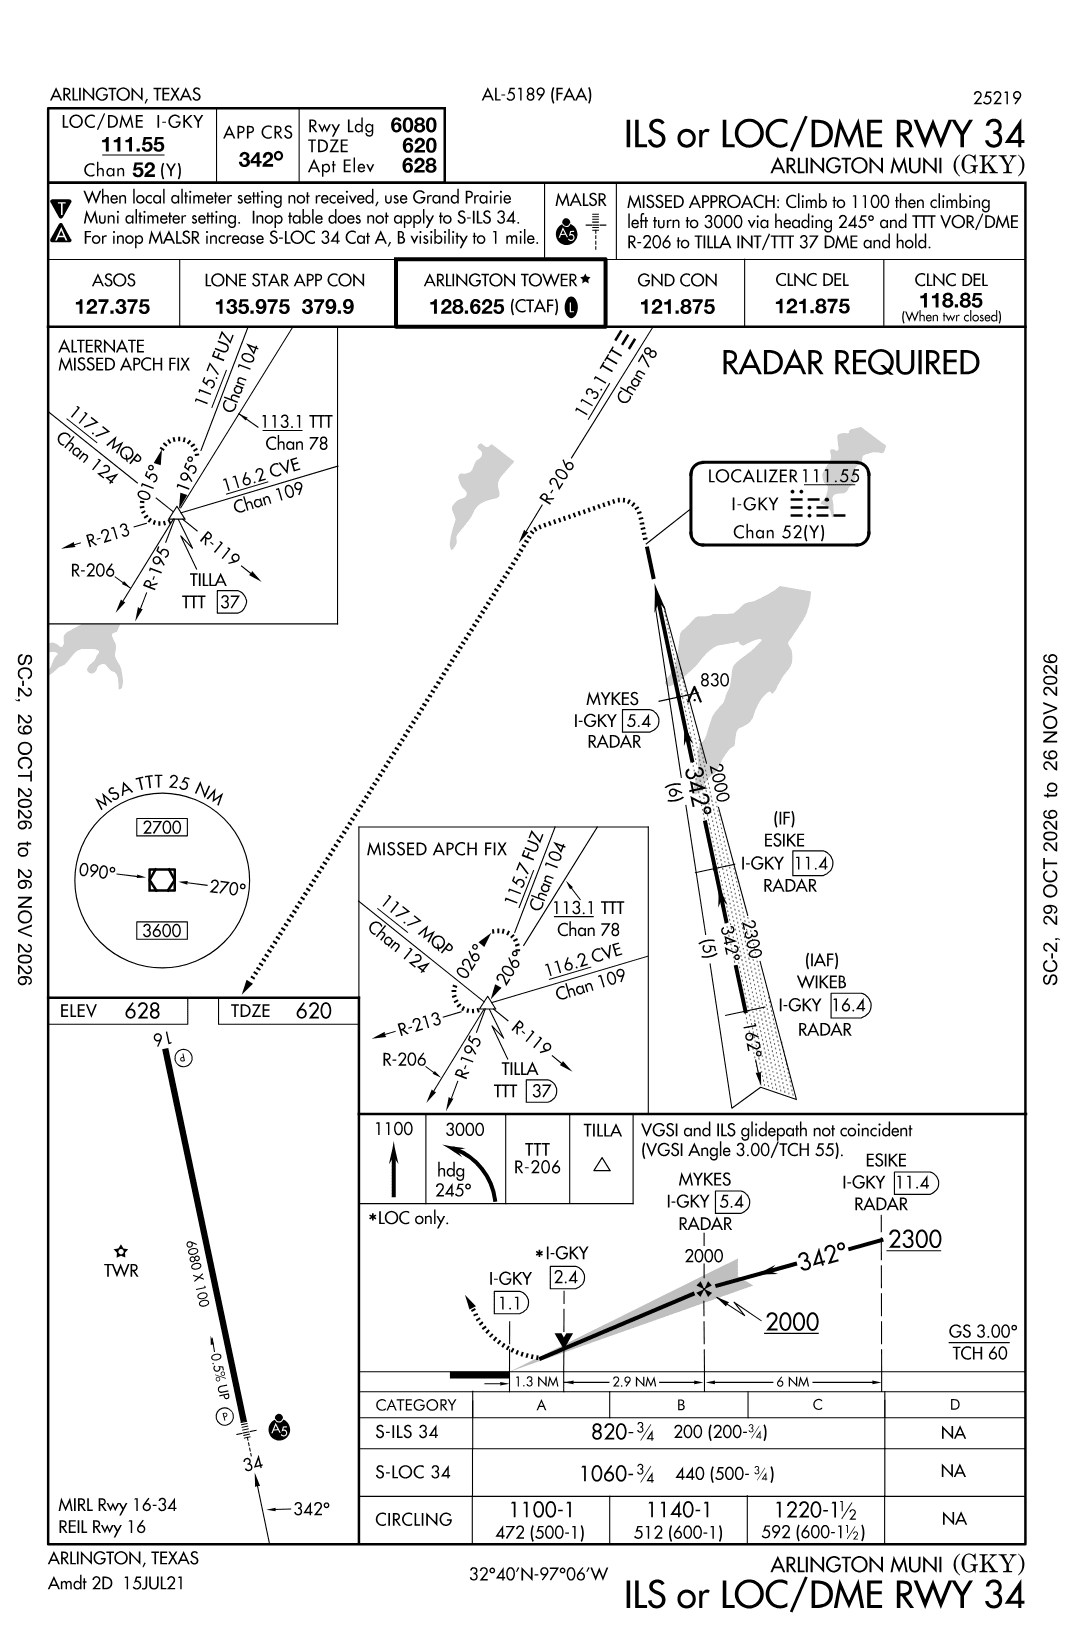 ARLINGTON, TEXAS
AL-5189 (FAA)
25219
LOC/DME I-GKY
111.55
Chan 52 (Y)
APP CRS
342°
Rwy Ldg 6080
TDZE 620
Apt Elev 628
ILS or LOC/DME RWY 34
ARLINGTON MUNI (GKY)
T
A
When local altimeter setting not received, use Grand Prairie
Muni altimeter setting. Inop table does not apply to S-ILS 34.
For inop MALSR increase S-LOC 34 Cat A, B visibility to 1 mile.
MALSR
A5
MISSED APPROACH: Climb to 1100 then climbing
left turn to 3000 via heading 245° and TTT VOR/DME
R-206 to TILLA INT/TTT 37 DME and hold.
ASOS
127.375
LONE STAR APP CON
135.975 379.9
ARLINGTON TOWER★
128.625 (CTAF) L
GND CON
121.875
CLNC DEL
121.875
CLNC DEL
118.85
(When twr closed)
ALTERNATE
MISSED APCH FIX
115.7 FUZ
Chan 104
113.1 TTT
Chan 78
117.7 MQP
Chan 124
116.2 CVE
Chan 109
015°
195°
R-213
R-206
R-195
R-119
TILLA
TTT 37
113.1 TTT
Chan 78
R-206
RADAR REQUIRED
LOCALIZER 111.55
I-GKY
Chan 52(Y)
830
MYKES
I-GKY 5.4
RADAR
2000
342°
(6)
(IF)
ESIKE
I-GKY 11.4
RADAR
2300
342°
(5)
(IAF)
WIKEB
I-GKY 16.4
RADAR
162°
MSA TTT 25 NM
2700
090°
270°
3600
MISSED APCH FIX
115.7 FUZ
Chan 104
113.1 TTT
Chan 78
117.7 MQP
Chan 124
116.2 CVE
Chan 109
026°
206°
R-213
R-206
R-195
R-119
TILLA
TTT 37
SC-2, 29 OCT 2026 to 26 NOV 2026
SC-2, 29 OCT 2026 to 26 NOV 2026
ELEV 628
TDZE 620
16
P
TWR
6080 X 100
0.5% UP
P
A5
34
342°
MIRL Rwy 16-34
REIL Rwy 16
1100
3000
hdg
245°
TTT
R-206
TILLA
VGSI and ILS glidepath not coincident
(VGSI Angle 3.00/TCH 55).
*LOC only.
MYKES
I-GKY 5.4
RADAR
ESIKE
I-GKY 11.4
RADAR
*I-GKY
2.4
I-GKY
1.1
2000
342°
2300
2000
GS 3.00°
TCH 60
1.3 NM
2.9 NM
6 NM
CATEGORY A B C D
S-ILS 34 820-¾ 200 (200-¾) NA
S-LOC 34 1060-¾ 440 (500-¾) NA
CIRCLING
1100-1
472 (500-1)
1140-1
512 (600-1)
1220-1½
592 (600-1½)
NA
ARLINGTON, TEXAS
Amdt 2D 15JUL21
32°40'N-97°06'W
ARLINGTON MUNI (GKY)
ILS or LOC/DME RWY 34